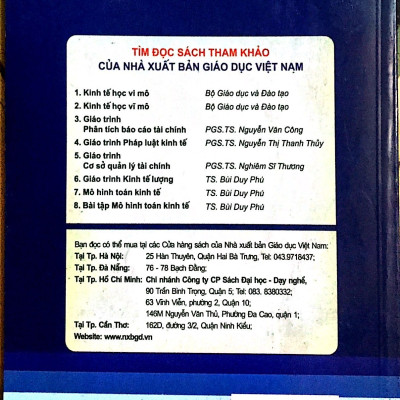 TÌM ĐỌC SÁCH THAM KHẢO
CỦA NHÀ XUẤT BẢN GIÁO DỤC VIỆT NAM
1. Kinh tế học vi mô Bộ Giáo dục và Đào tạo
2. Kinh tế học vĩ mô Bộ Giáo dục và Đào tạo
3. Giáo trình
Phân tích báo cáo tài chính PGS.TS. Nguyễn Văn Công
4. Giáo trình Pháp luật kinh tế PGS.TS. Nguyễn Thị Thanh Thủy
5. Giáo trình
Cơ sở quản lý tài chính PGS.TS. Nghiêm Sĩ Thương
6. Giáo trình Kinh tế lượng TS. Bùi Duy Phú
7. Mô hình toán kinh tế TS. Bùi Duy Phú
8. Bài tập Mô hình toán kinh tế TS. Bùi Duy Phú
Bạn đọc có thể mua tại các Cửa hàng sách của Nhà xuất bản Giáo dục Việt Nam:
Tại Tp. Hà Nội: 25 Hàn Thuyên, Quận Hai Bà Trưng, Tel: 043.9718437;
Tại Tp. Đà Nẵng: 76 - 78 Bạch Đằng;
Tại Tp. Hồ Chí Minh: Chi nhánh Công ty CP Sách Đại học - Dạy nghề,
90 Trần Bình Trọng, Quận 5; Tel: 083. 8380332;
63 Vĩnh Viễn, phường 2, Quận 10;
146M Nguyễn Văn Thủ, Phường Đa Cao, quận 1;
Tại Tp. Cần Thơ: 162D, đường 3/2, Quận Ninh Kiều;
Website: www.nxbgd.vn